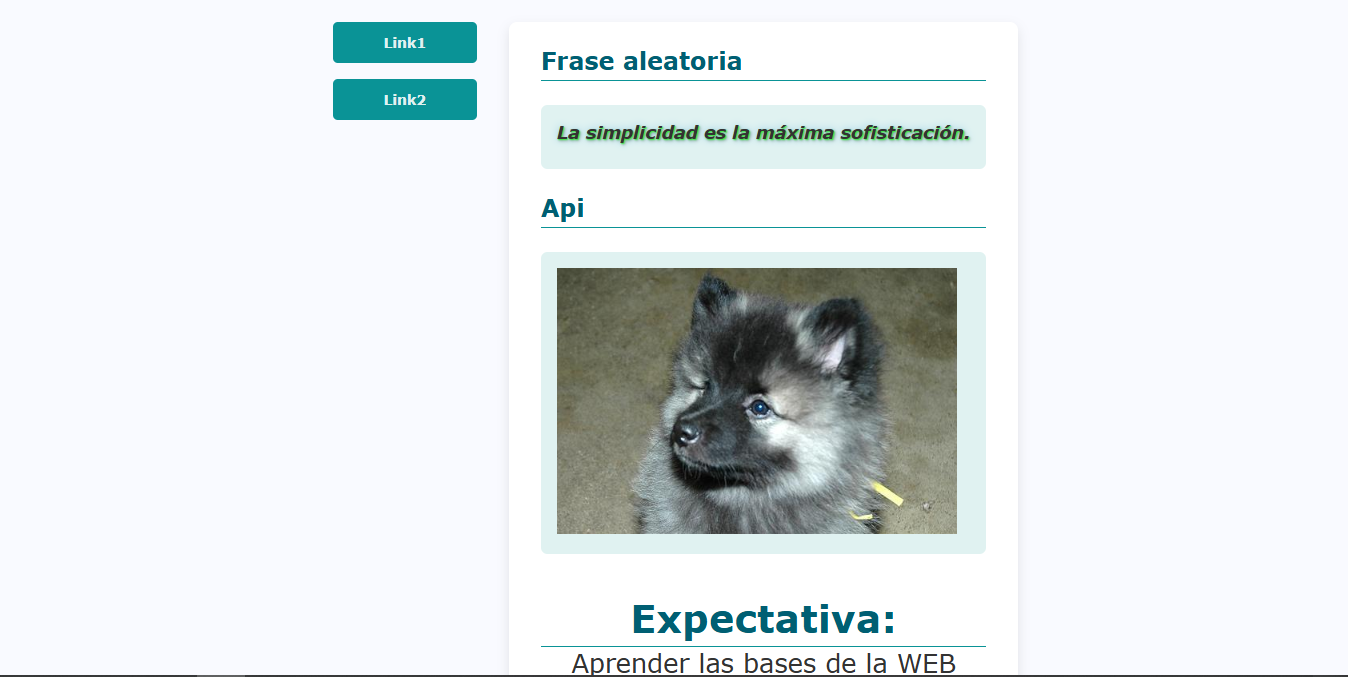 Link1
Link2
Frase aleatoria
La simplicidad es la máxima sofisticación.
Api
Expectativa:
Aprender las bases de la WEB